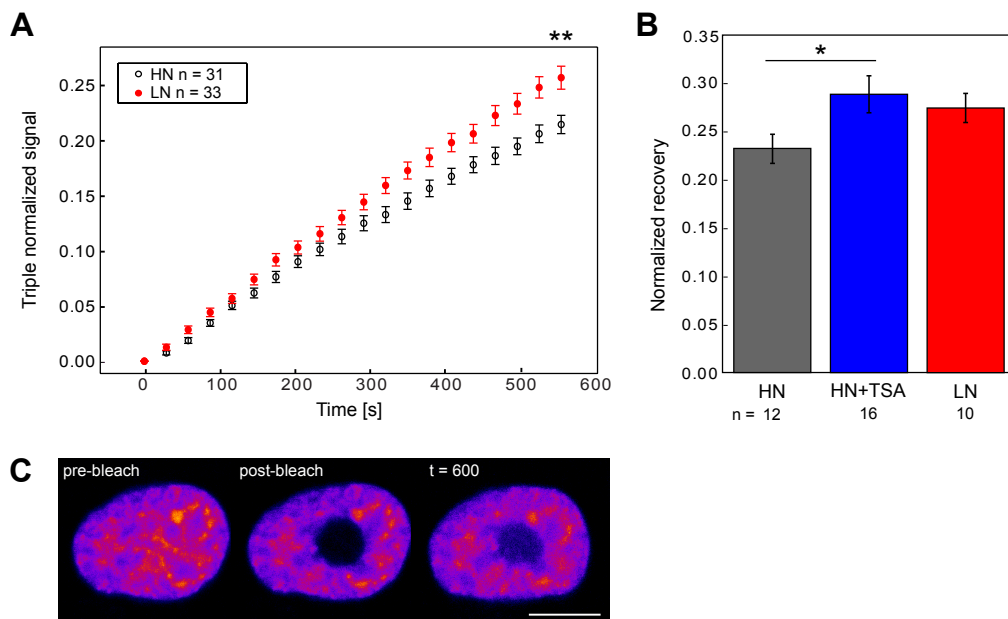 A
**
HN n = 31
LN n = 33
0.25
0.20
0.15
0.10
0.05
0.00
Triple normalized signal
0 100 200 300 400 500 600
Time [s]
B
*
0.35
0.30
0.25
0.20
0.15
0.10
0.05
0.00
Normalized recovery
HN HN+TSA LN
n = 12 16 10
C
pre-bleach post-bleach t = 600